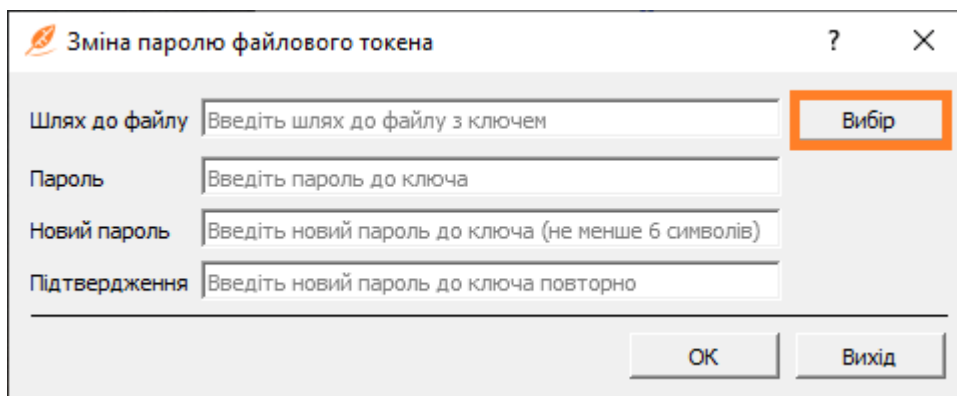 Зміна паролю файлового токена ?
Шлях до файлу Введіть шлях до файлу з ключем Вибір
Пароль Введіть пароль до ключа
Новий пароль Введіть новий пароль до ключа (не менше 6 символів)
Підтвердження Введіть новий пароль до ключа повторно
OK Вихід